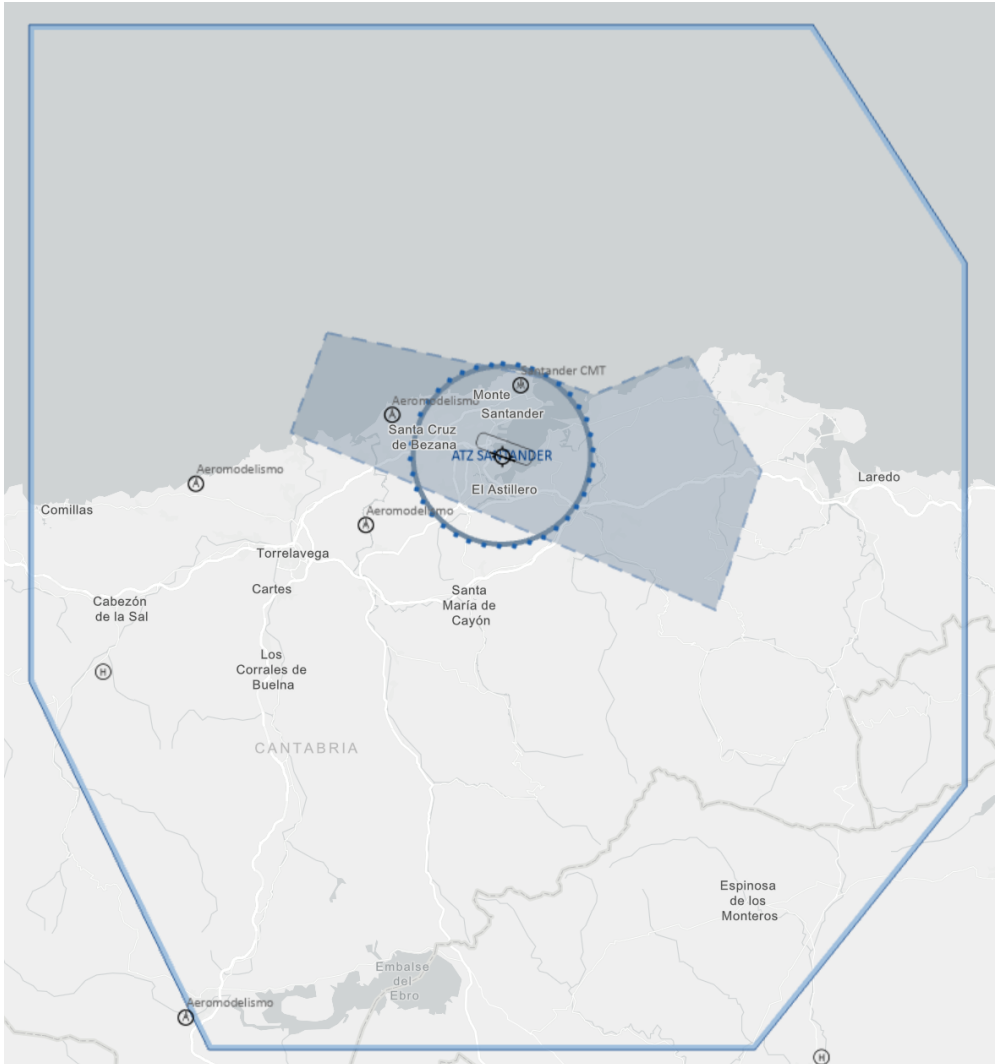 Santander CMT
Monte
Aeromodelismo
Santander
Santa Cruz
de Bezana
ATZ SANTANDER
Aeromodelismo
Laredo
El Astillero
Comillas
Aeromodelismo
Torrelavega
Cartes
Santa
María de
Cayón
Cabezón
de la Sal
Los
Corrales de
Buelna
H
CANTABRIA
Espinosa
de los
Monteros
Embalse
del
Ebro
Aeromodelismo
H